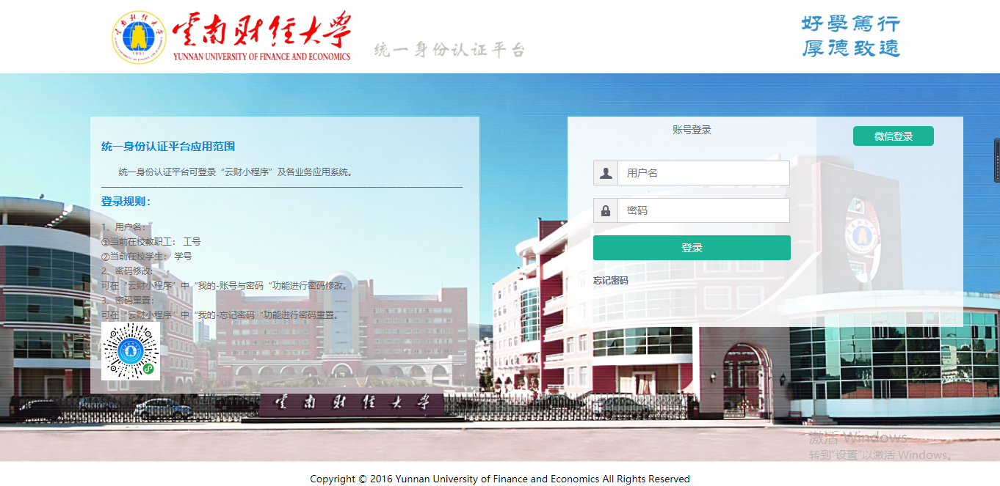 雲南财经大学
YUNNAN UNIVERSITY OF FINANCE AND ECONOMICS
统一身份认证平台
好學篤行
厚德致遠
统一身份认证平台应用范围
统一身份认证平台可登录“云财小程序”及各业务应用系统。
登录规则：
1、用户名：
①当前在校教职工： 工号
②当前在校学生： 学号
2、密码修改:
可在“云财小程序”中“我的-账号与密码“功能进行密码修改。
3、密码重置：
可在“云财小程序”中“我的-忘记密码“功能进行密码重置。
账号登录
微信登录
用户名
密码
登录
忘记密码
雲南财经大学
激活 Windows
转到“设置”以激活 Windows。
Copyright © 2016 Yunnan University of Finance and Economics All Rights Reserved